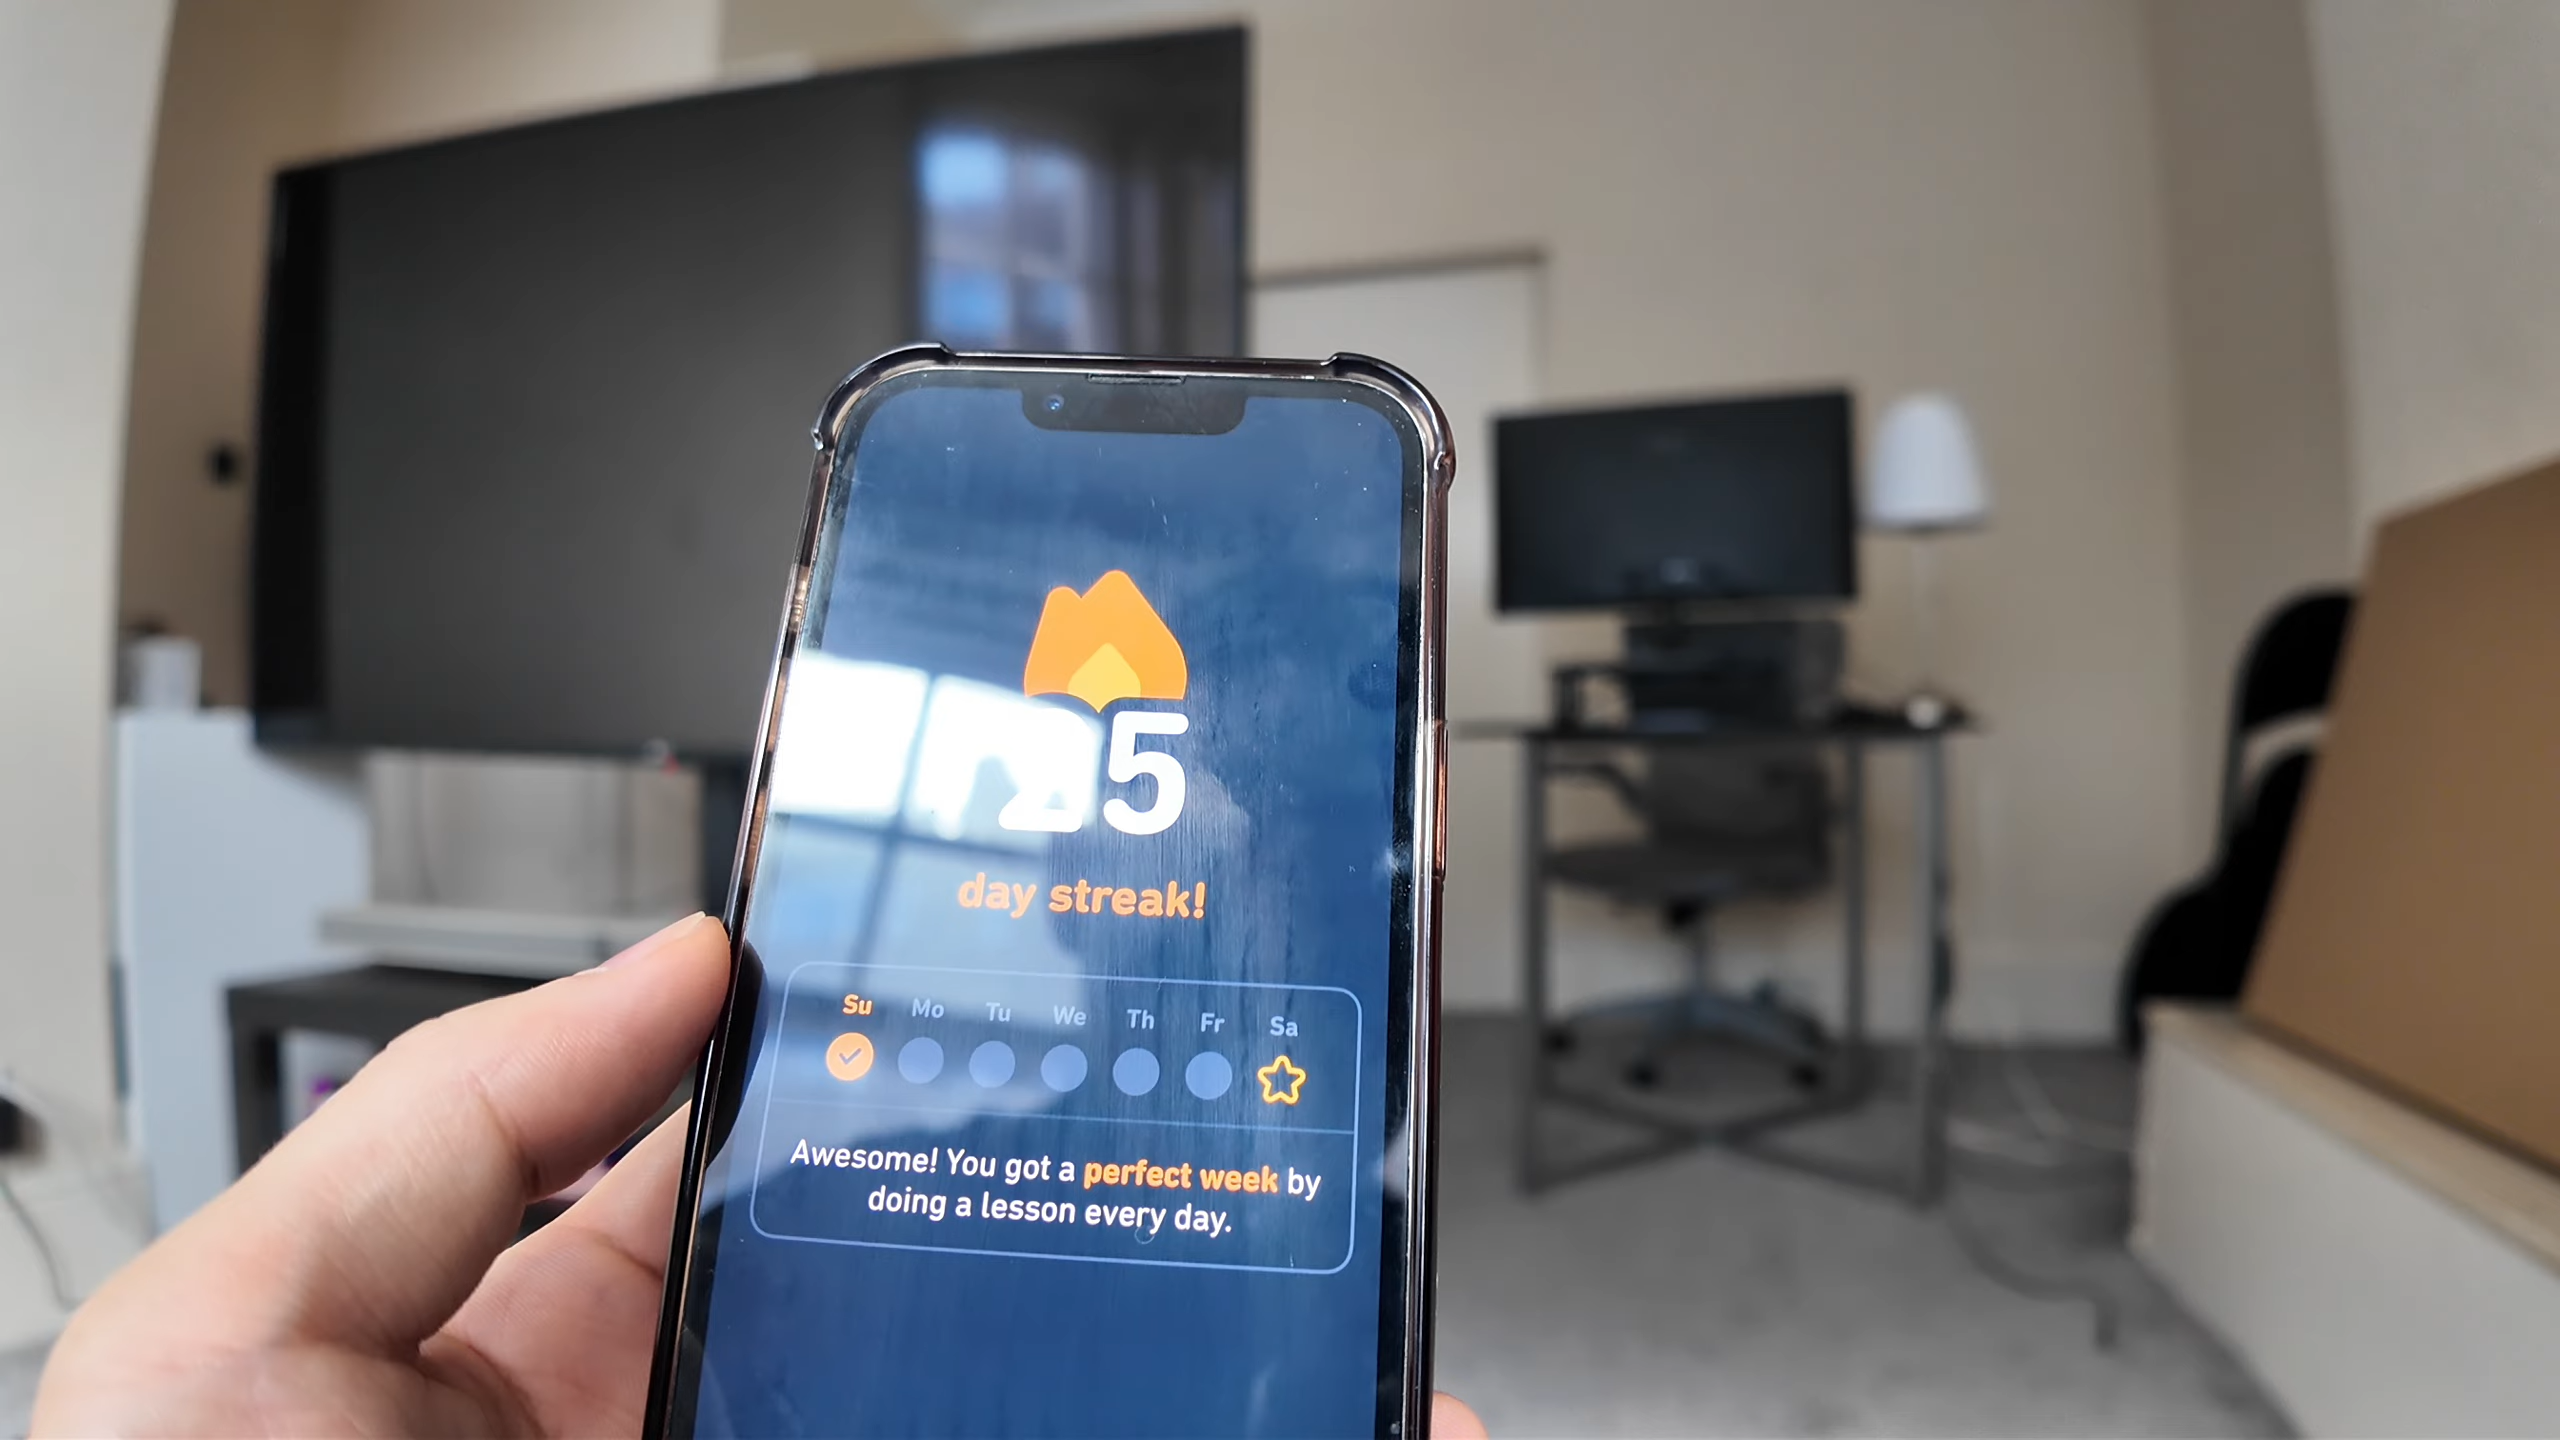 25
day streak!
Su Mo Tu We Th Fr Sa
Awesome! You got a perfect week by
doing a lesson every day.